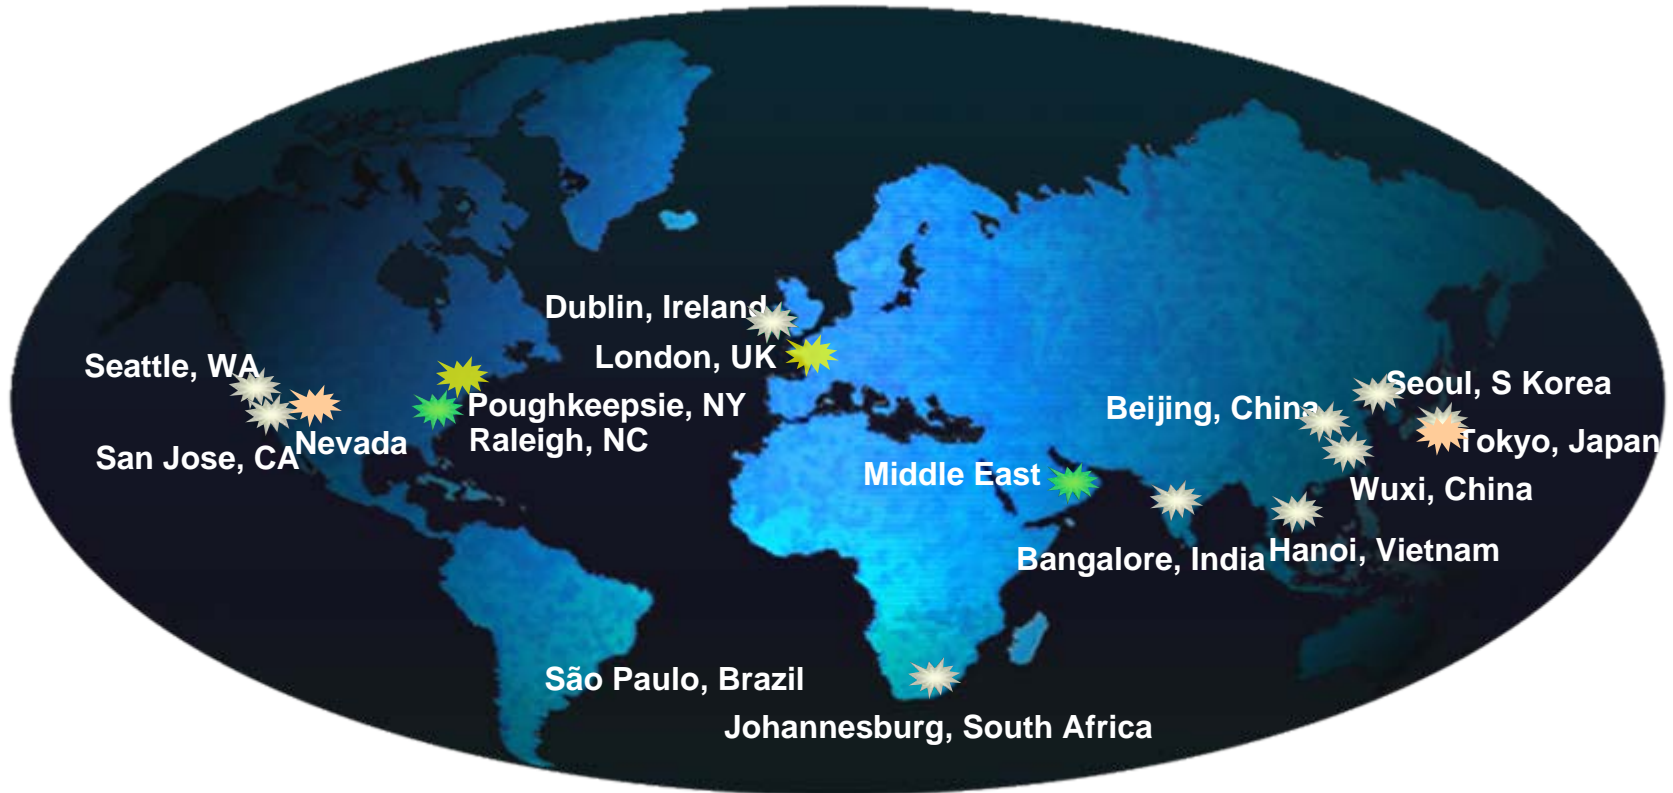 Dublin, Ireland
London, UK
Seattle, WA
Poughkeepsie, NY
Raleigh, NC
Nevada
San Jose, CA
Seoul, S Korea
Beijing, China
Tokyo, Japan
Middle East
Wuxi, China
Bangalore, India
Hanoi, Vietnam
São Paulo, Brazil
Johannesburg, South Africa